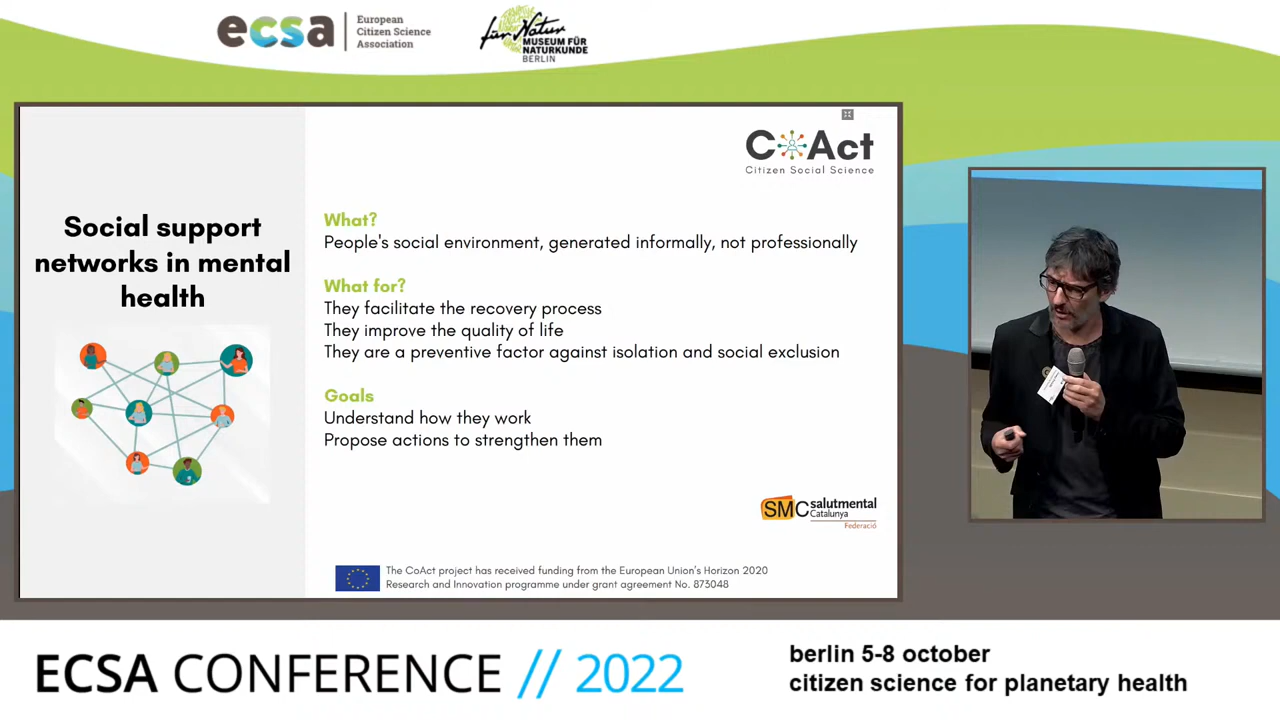 ecsa
European
Citizen Science
Association
für Natur
MUSEUM FÜR
NATURKUNDE
BERLIN
CoAct
Citizen Social Science
Social support
networks in mental
health
What?
People's social environment, generated informally, not professionally
What for?
They facilitate the recovery process
They improve the quality of life
They are a preventive factor against isolation and social exclusion
Goals
Understand how they work
Propose actions to strengthen them
SMC salutmental
Catalunya
Federació
The CoAct project has received funding from the European Union's Horizon 2020
Research and Innovation programme under grant agreement No. 873048
ECSA CONFERENCE // 2022
berlin 5-8 october
citizen science for planetary health